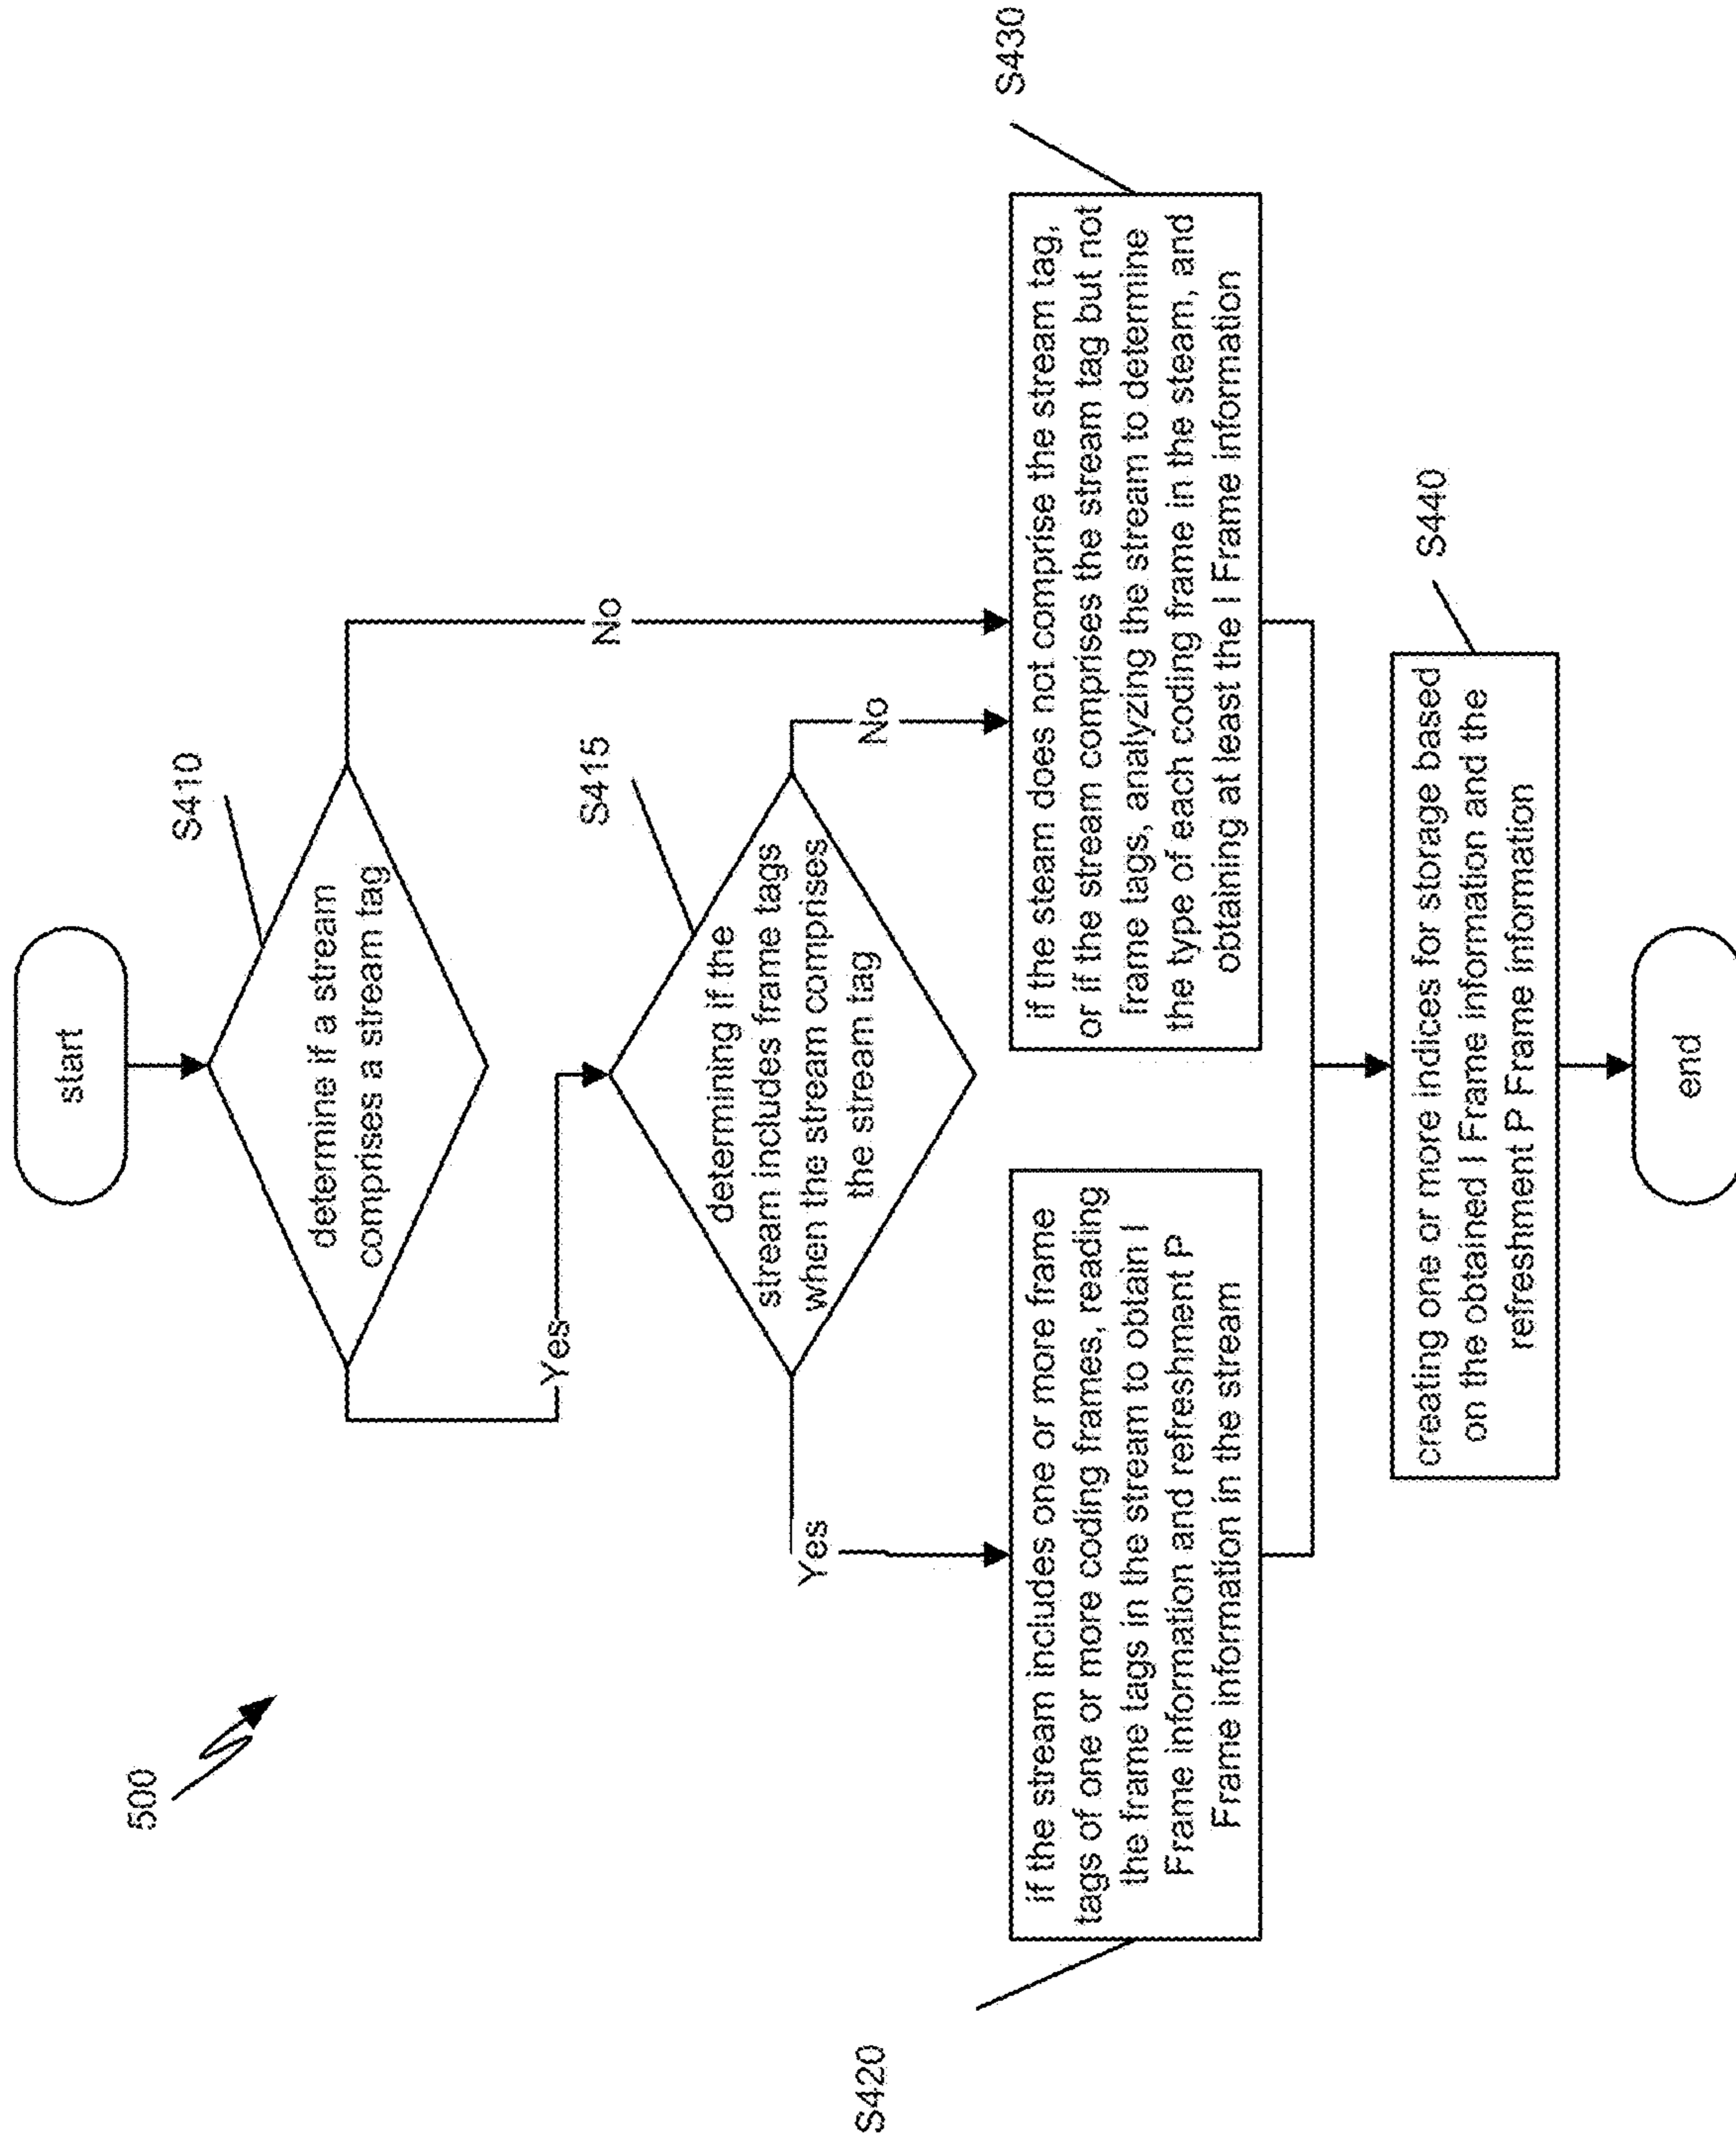 500
start
S410
determine if a stream
comprises a stream tag
Yes
No
S415
determining if the
stream includes frame tags
when the stream comprises
the stream tag
Yes
No
S420
if the stream includes one or more frame
tags of one or more coding frames, reading
the frame tags in the stream to obtain I
Frame information and refreshment P
Frame information in the stream
S430
if the steam does not comprise the stream tag,
or if the stream comprises the stream tag but not
frame tags, analyzing the stream to determine
the type of each coding frame in the steam, and
obtaining at least the I Frame information
S440
creating one or more indices for storage based
on the obtained I Frame information and the
refreshment P Frame information
end